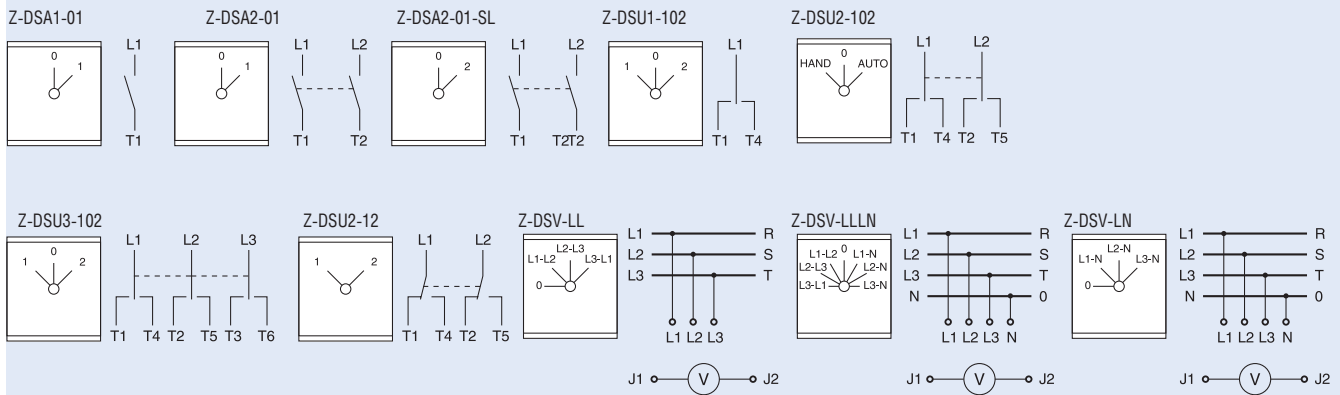 Z-DSA1-01 Z-DSA2-01 Z-DSA2-01-SL Z-DSU1-102 Z-DSU2-102
0 1 L1 T1
0 1 L1 L2 T1 T2
0 2 L1 L2 T1 T2T2
1 0 2 L1 T1 T4
HAND 0 AUTO L1 L2 T1 T4 T2 T5
Z-DSU3-102 Z-DSU2-12 Z-DSV-LL Z-DSV-LLLN Z-DSV-LN
1 0 2 L1 L2 L3 T1 T4 T2 T5 T3 T6
1 2 L1 L2 T1 T4 T2 T5
L2-L3
L1-L2 L3-L1
0
L1 R
L2 S
L3 T
L1 L2 L3
J1 V J2
0
L1-L2 L1-N
L2-L3 L2-N
L3-L1 L3-N
L1 R
L2 S
L3 T
N 0
L1 L2 L3 N
J1 V J2
L2-N
L1-N L3-N
0
L1 R
L2 S
L3 T
N 0
L1 L2 L3 N
J1 V J2